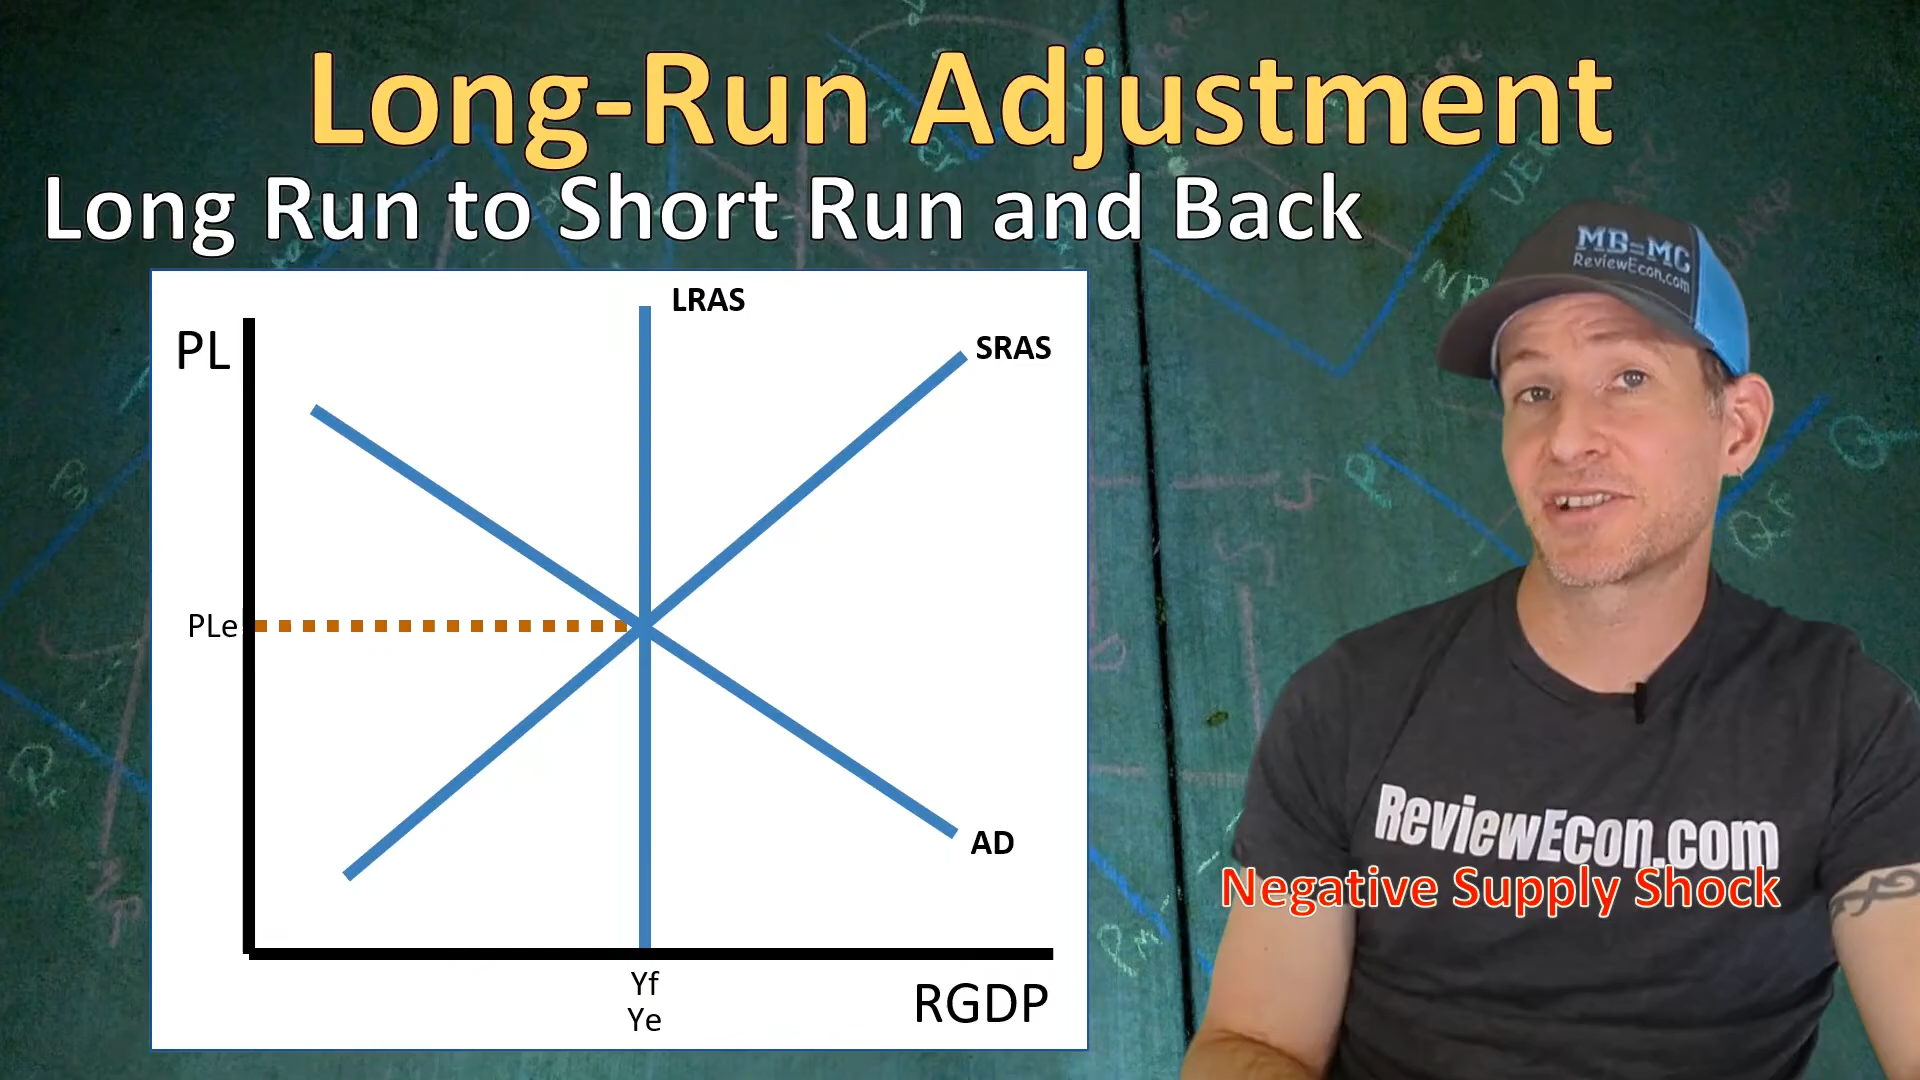 Long-Run Adjustment
Long Run to Short Run and Back
LRAS
SRAS
PL
PLe
AD
Yf
Ye
RGDP
MB=MC
ReviewEcon.com
ReviewEcon.com
Negative Supply Shock